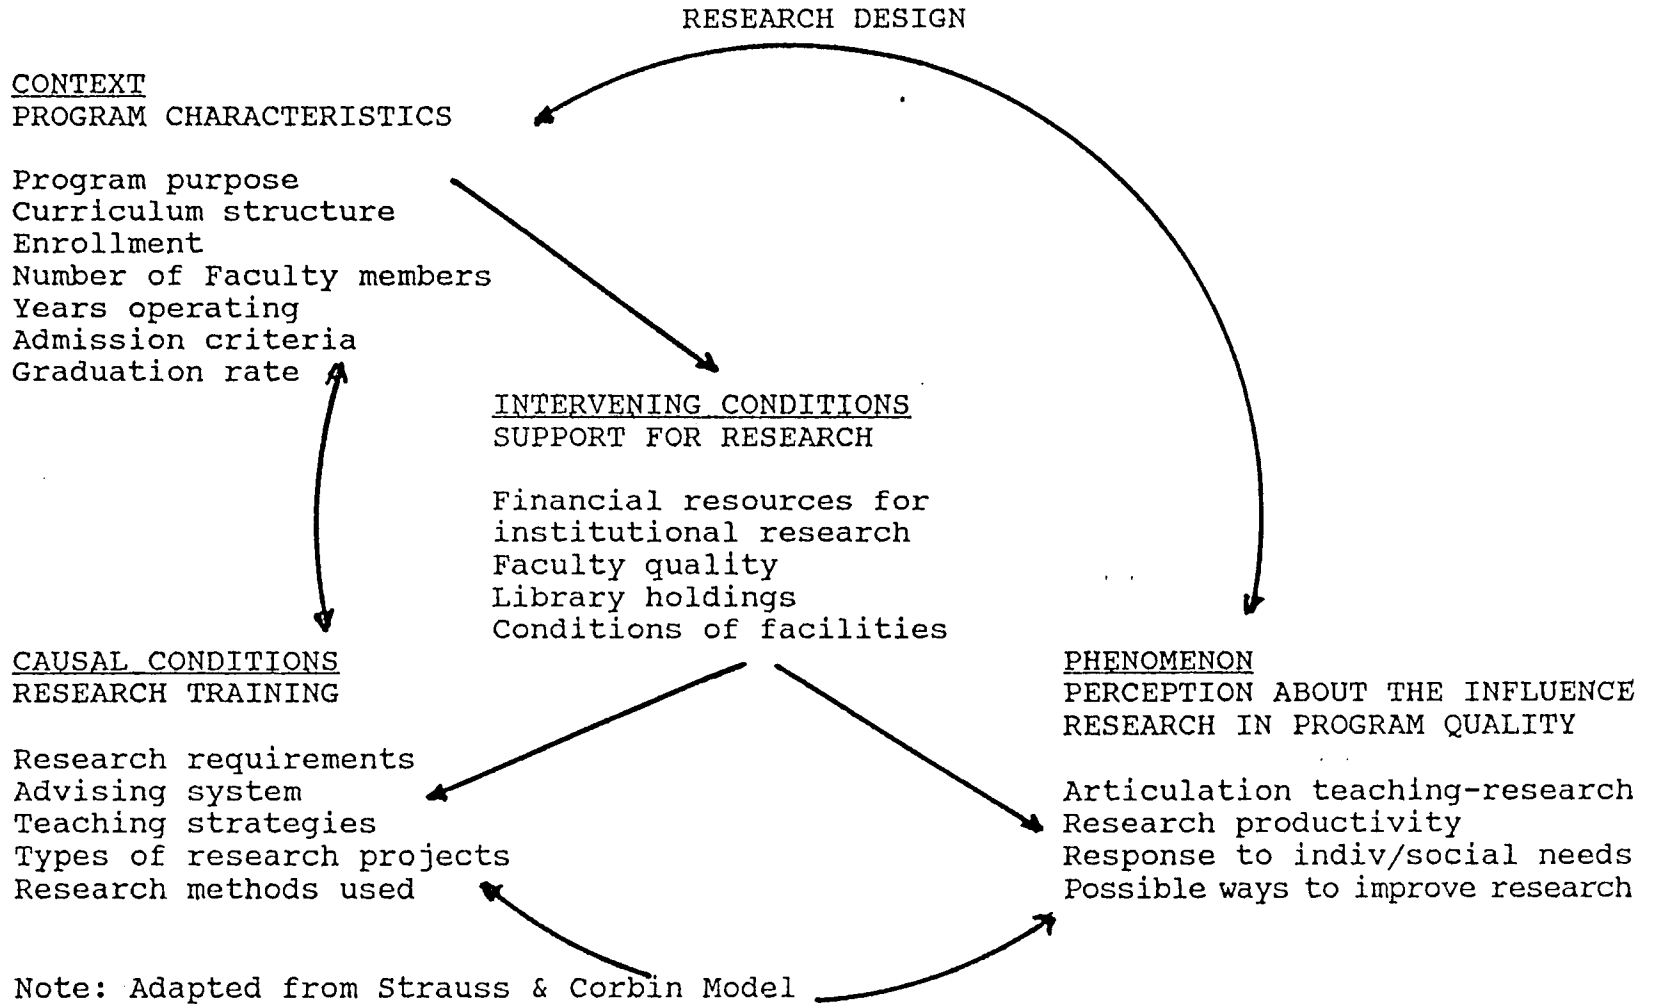 RESEARCH DESIGN
CONTEXT
PROGRAM CHARACTERISTICS
Program purpose
Curriculum structure
Enrollment
Number of Faculty members
Years operating
Admission criteria
Graduation rate
INTERVENING CONDITIONS
SUPPORT FOR RESEARCH
Financial resources for
institutional research
Faculty quality
Library holdings
Conditions of facilities
CAUSAL CONDITIONS
RESEARCH TRAINING
Research requirements
Advising system
Teaching strategies
Types of research projects
Research methods used
PHENOMENON
PERCEPTION ABOUT THE INFLUENCE
RESEARCH IN PROGRAM QUALITY
Articulation teaching-research
Research productivity
Response to indiv/social needs
Possible ways to improve research
Note: Adapted from Strauss & Corbin Model